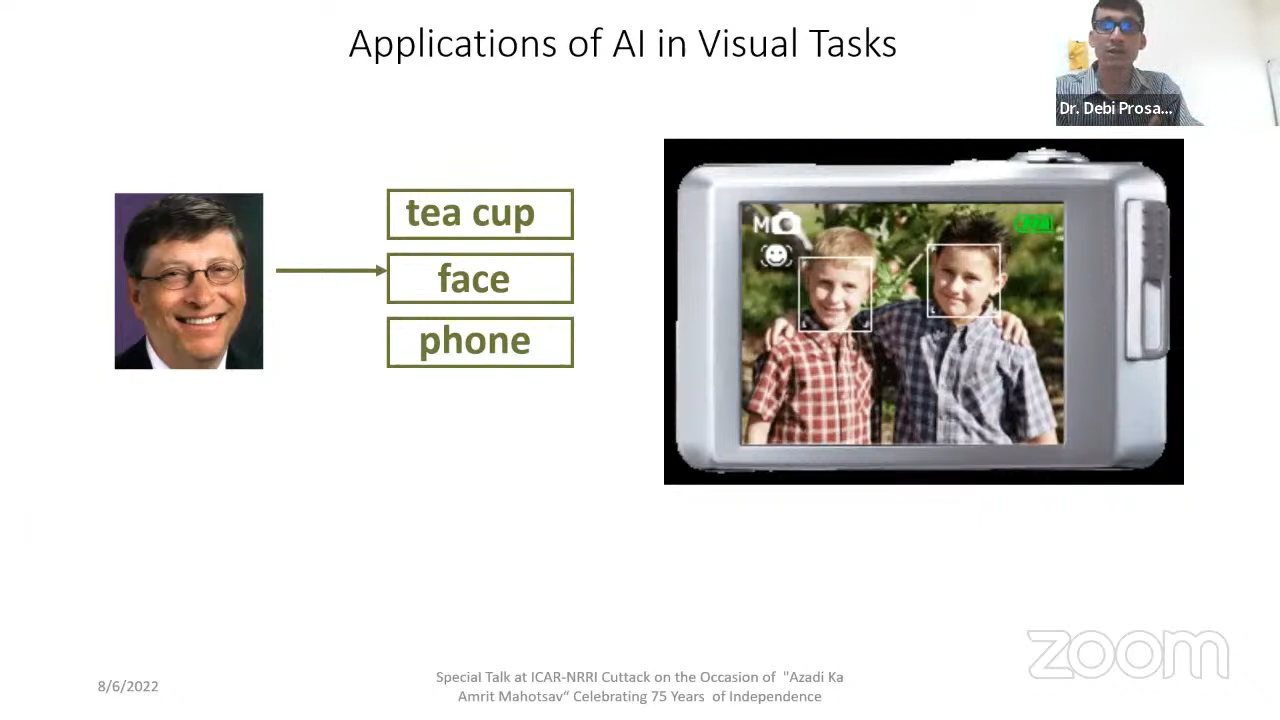 Applications of AI in Visual Tasks
Dr. Debi Prosa...
tea cup
face
phone
M
zoom
8/6/2022
Special Talk at ICAR-NRRI Cuttack on the Occasion of "Azadi Ka
Amrit Mahotsav“ Celebrating 75 Years of Independence